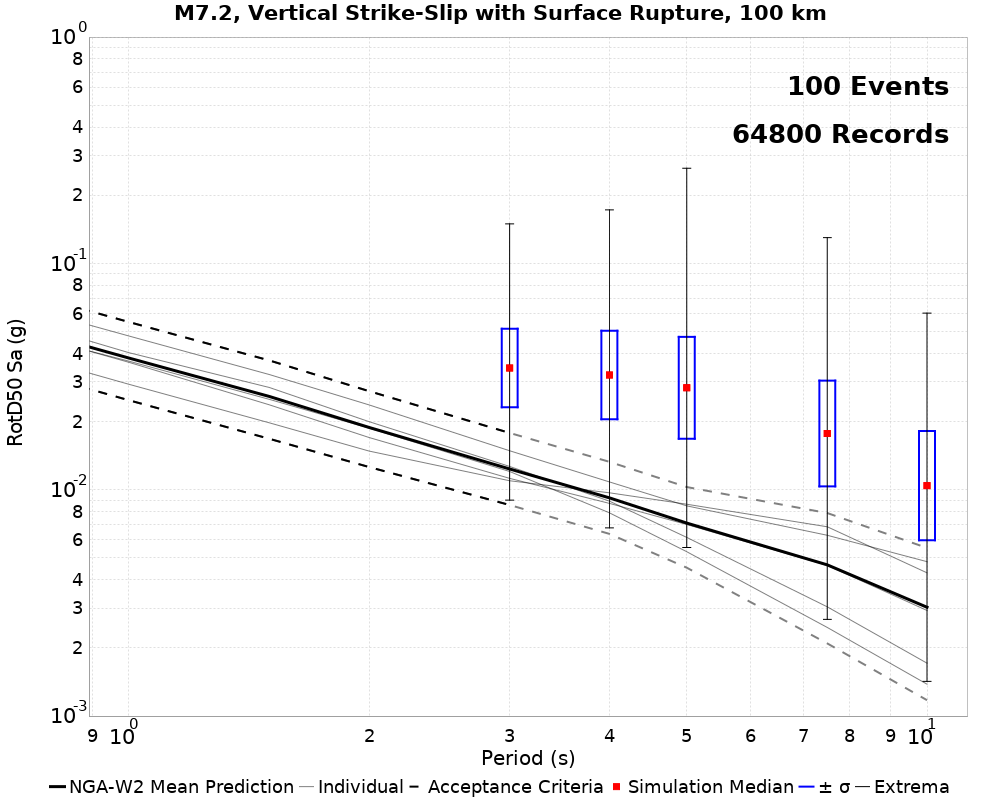 M7.2, Vertical Strike-Slip with Surface Rupture, 100 km
100 Events
64800 Records
RotD50 Sa (g)
10^0
8
6
4
3
2
10^-1
8
6
4
3
2
10^-2
8
6
4
3
2
10^-3
9 10^0 2 3 4 5 6 7 8 9 10^1
Period (s)
NGA-W2 Mean Prediction Individual Acceptance Criteria Simulation Median ± σ Extrema